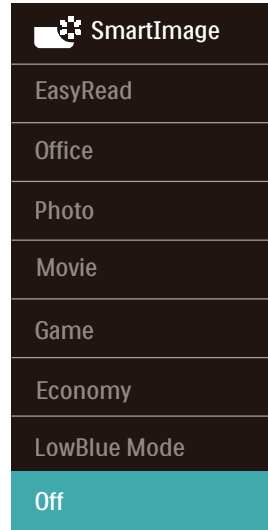 SmartImage
EasyRead
Office
Photo
Movie
Game
Economy
LowBlue Mode
Off